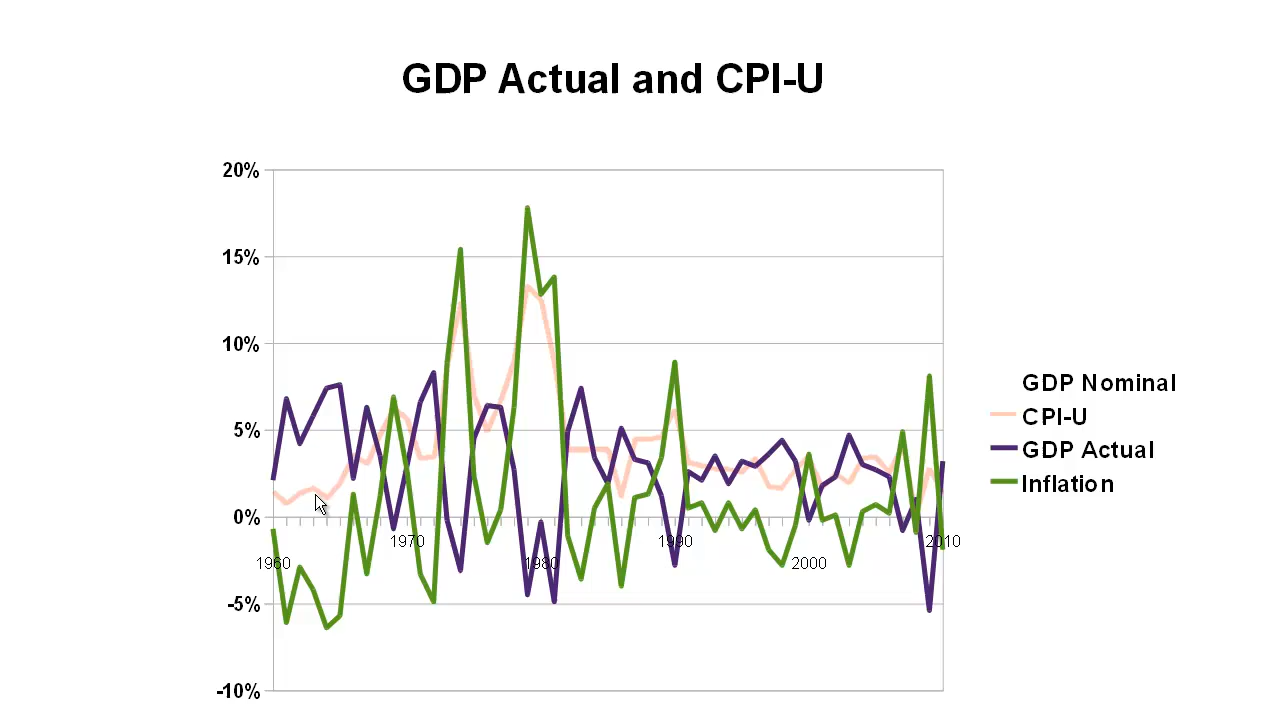 GDP Actual and CPI-U
20%
15%
10%
5%
0%
-5%
-10%
1960
1970
1980
1990
2000
2010
GDP Nominal
CPI-U
GDP Actual
Inflation